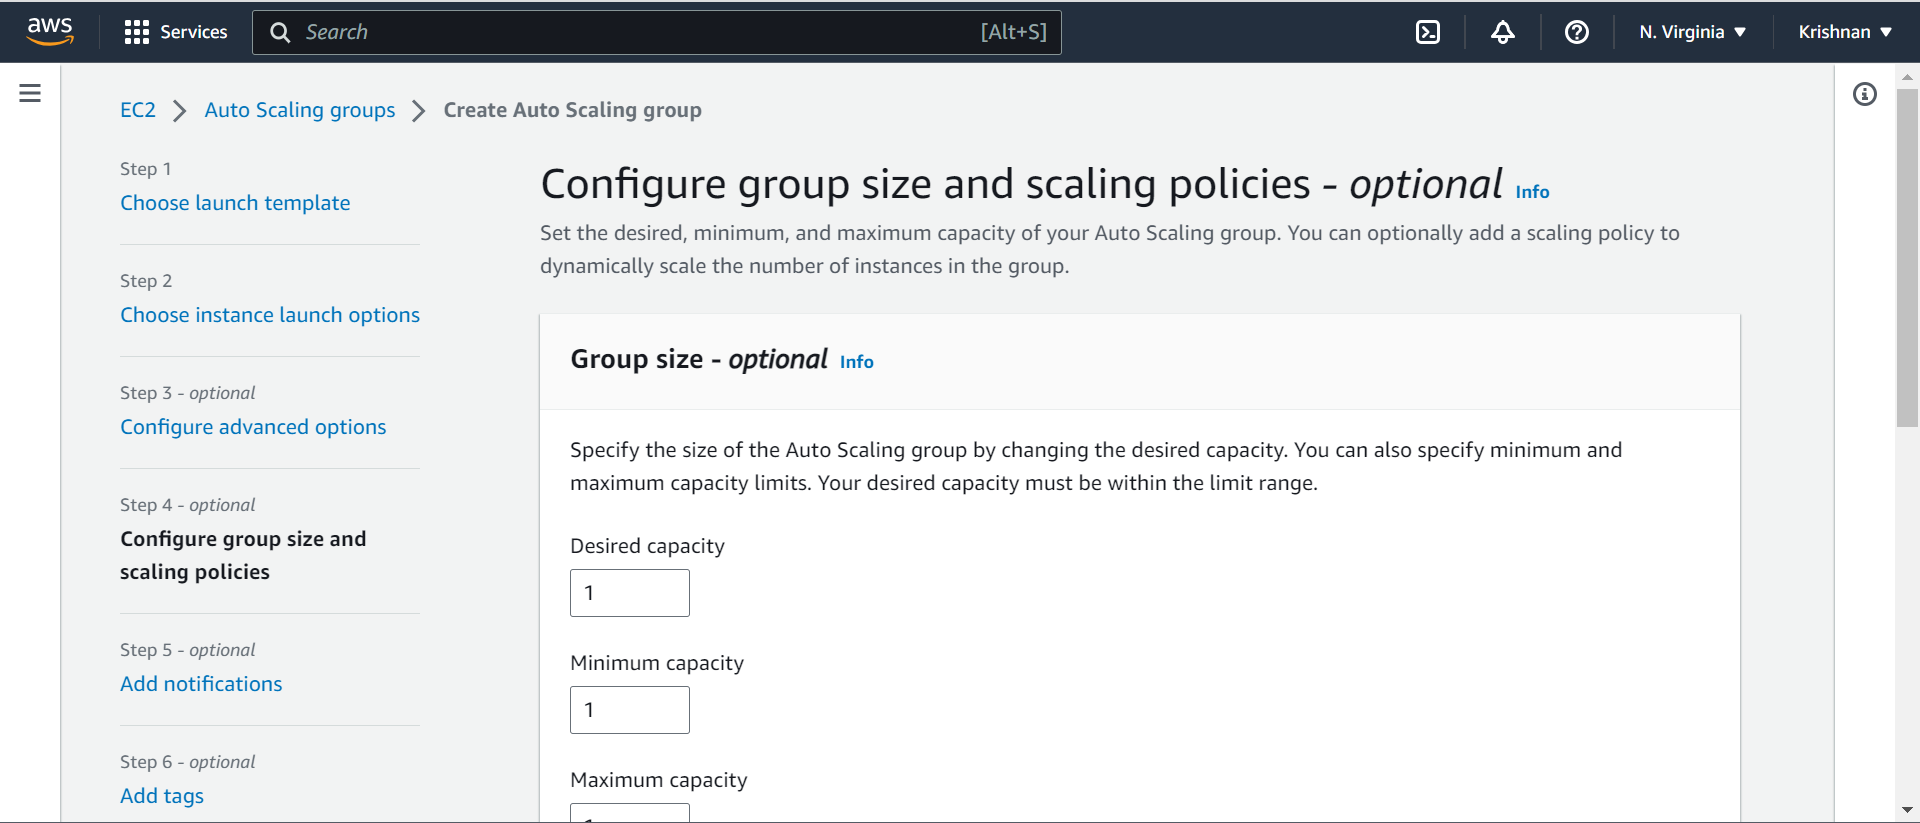 aws
Services
Search [Alt+S]
N. Virginia
Krishnan
EC2 Auto Scaling groups Create Auto Scaling group
Step 1
Choose launch template
Step 2
Choose instance launch options
Step 3 - optional
Configure advanced options
Step 4 - optional
Configure group size and
scaling policies
Step 5 - optional
Add notifications
Step 6 - optional
Add tags
Configure group size and scaling policies - optional Info
Set the desired, minimum, and maximum capacity of your Auto Scaling group. You can optionally add a scaling policy to
dynamically scale the number of instances in the group.
Group size - optional Info
Specify the size of the Auto Scaling group by changing the desired capacity. You can also specify minimum and
maximum capacity limits. Your desired capacity must be within the limit range.
Desired capacity
1
Minimum capacity
1
Maximum capacity